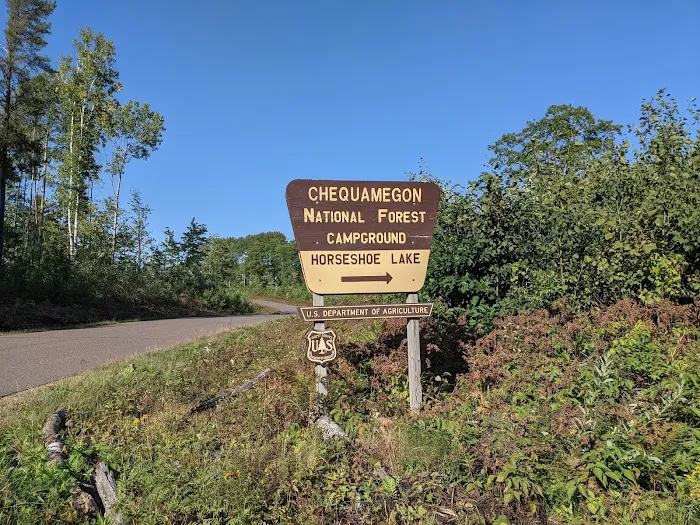 CHEQUAMEGON
NATIONAL FOREST
CAMPGROUND
HORSESHOE LAKE
U.S. DEPARTMENT OF AGRICULTURE
U S